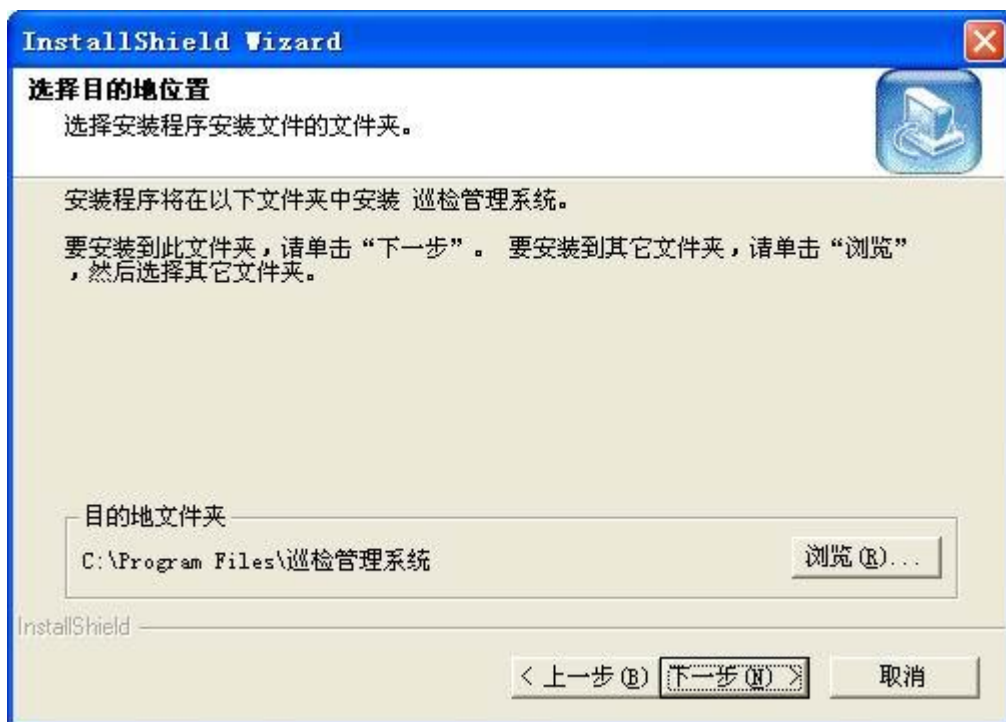 InstallShield Wizard
选择目的地位置
选择安装程序安装文件的文件夹。
安装程序将在以下文件夹中安装 巡检管理系统。
要安装到此文件夹，请单击“下一步”。 要安装到其它文件夹，请单击“浏览”
，然后选择其它文件夹。
目的地文件夹
C:\Program Files\巡检管理系统
浏览(R)...
InstallShield
< 上一步(B)
下一步(N) >
取消